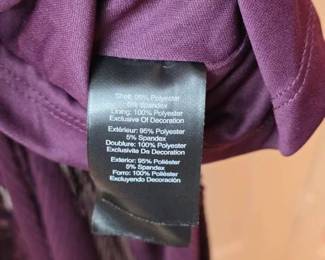 Shell: 95% Polyester
5% Spandex
Lining: 100% Polyester
Exclusive Of Decoration
Extérieur: 95% Polyester
5% Spandex
Doublure: 100% Polyester
Exclusivite De Decoration
Exterior: 95% Poliéster
5% Spandex
Forro: 100% Poliéster
Excluyendo Decoración